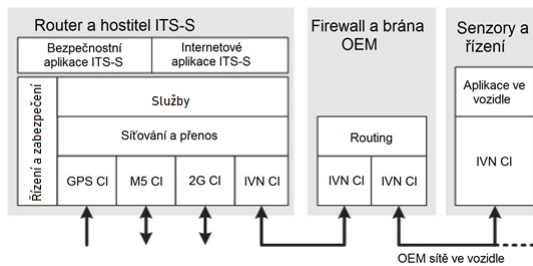 Router a hostitel ITS-S
Bezpečnostní
aplikace ITS-S
Internetové
aplikace ITS-S
Řízení a zabezpečení
Služby
Síťování a přenos
GPS CI
M5 CI
2G CI
IVN CI
Firewall a brána
OEM
Routing
IVN CI
IVN CI
Senzory a
řízení
Aplikace ve
vozidle
IVN CI
OEM sítě ve vozidle